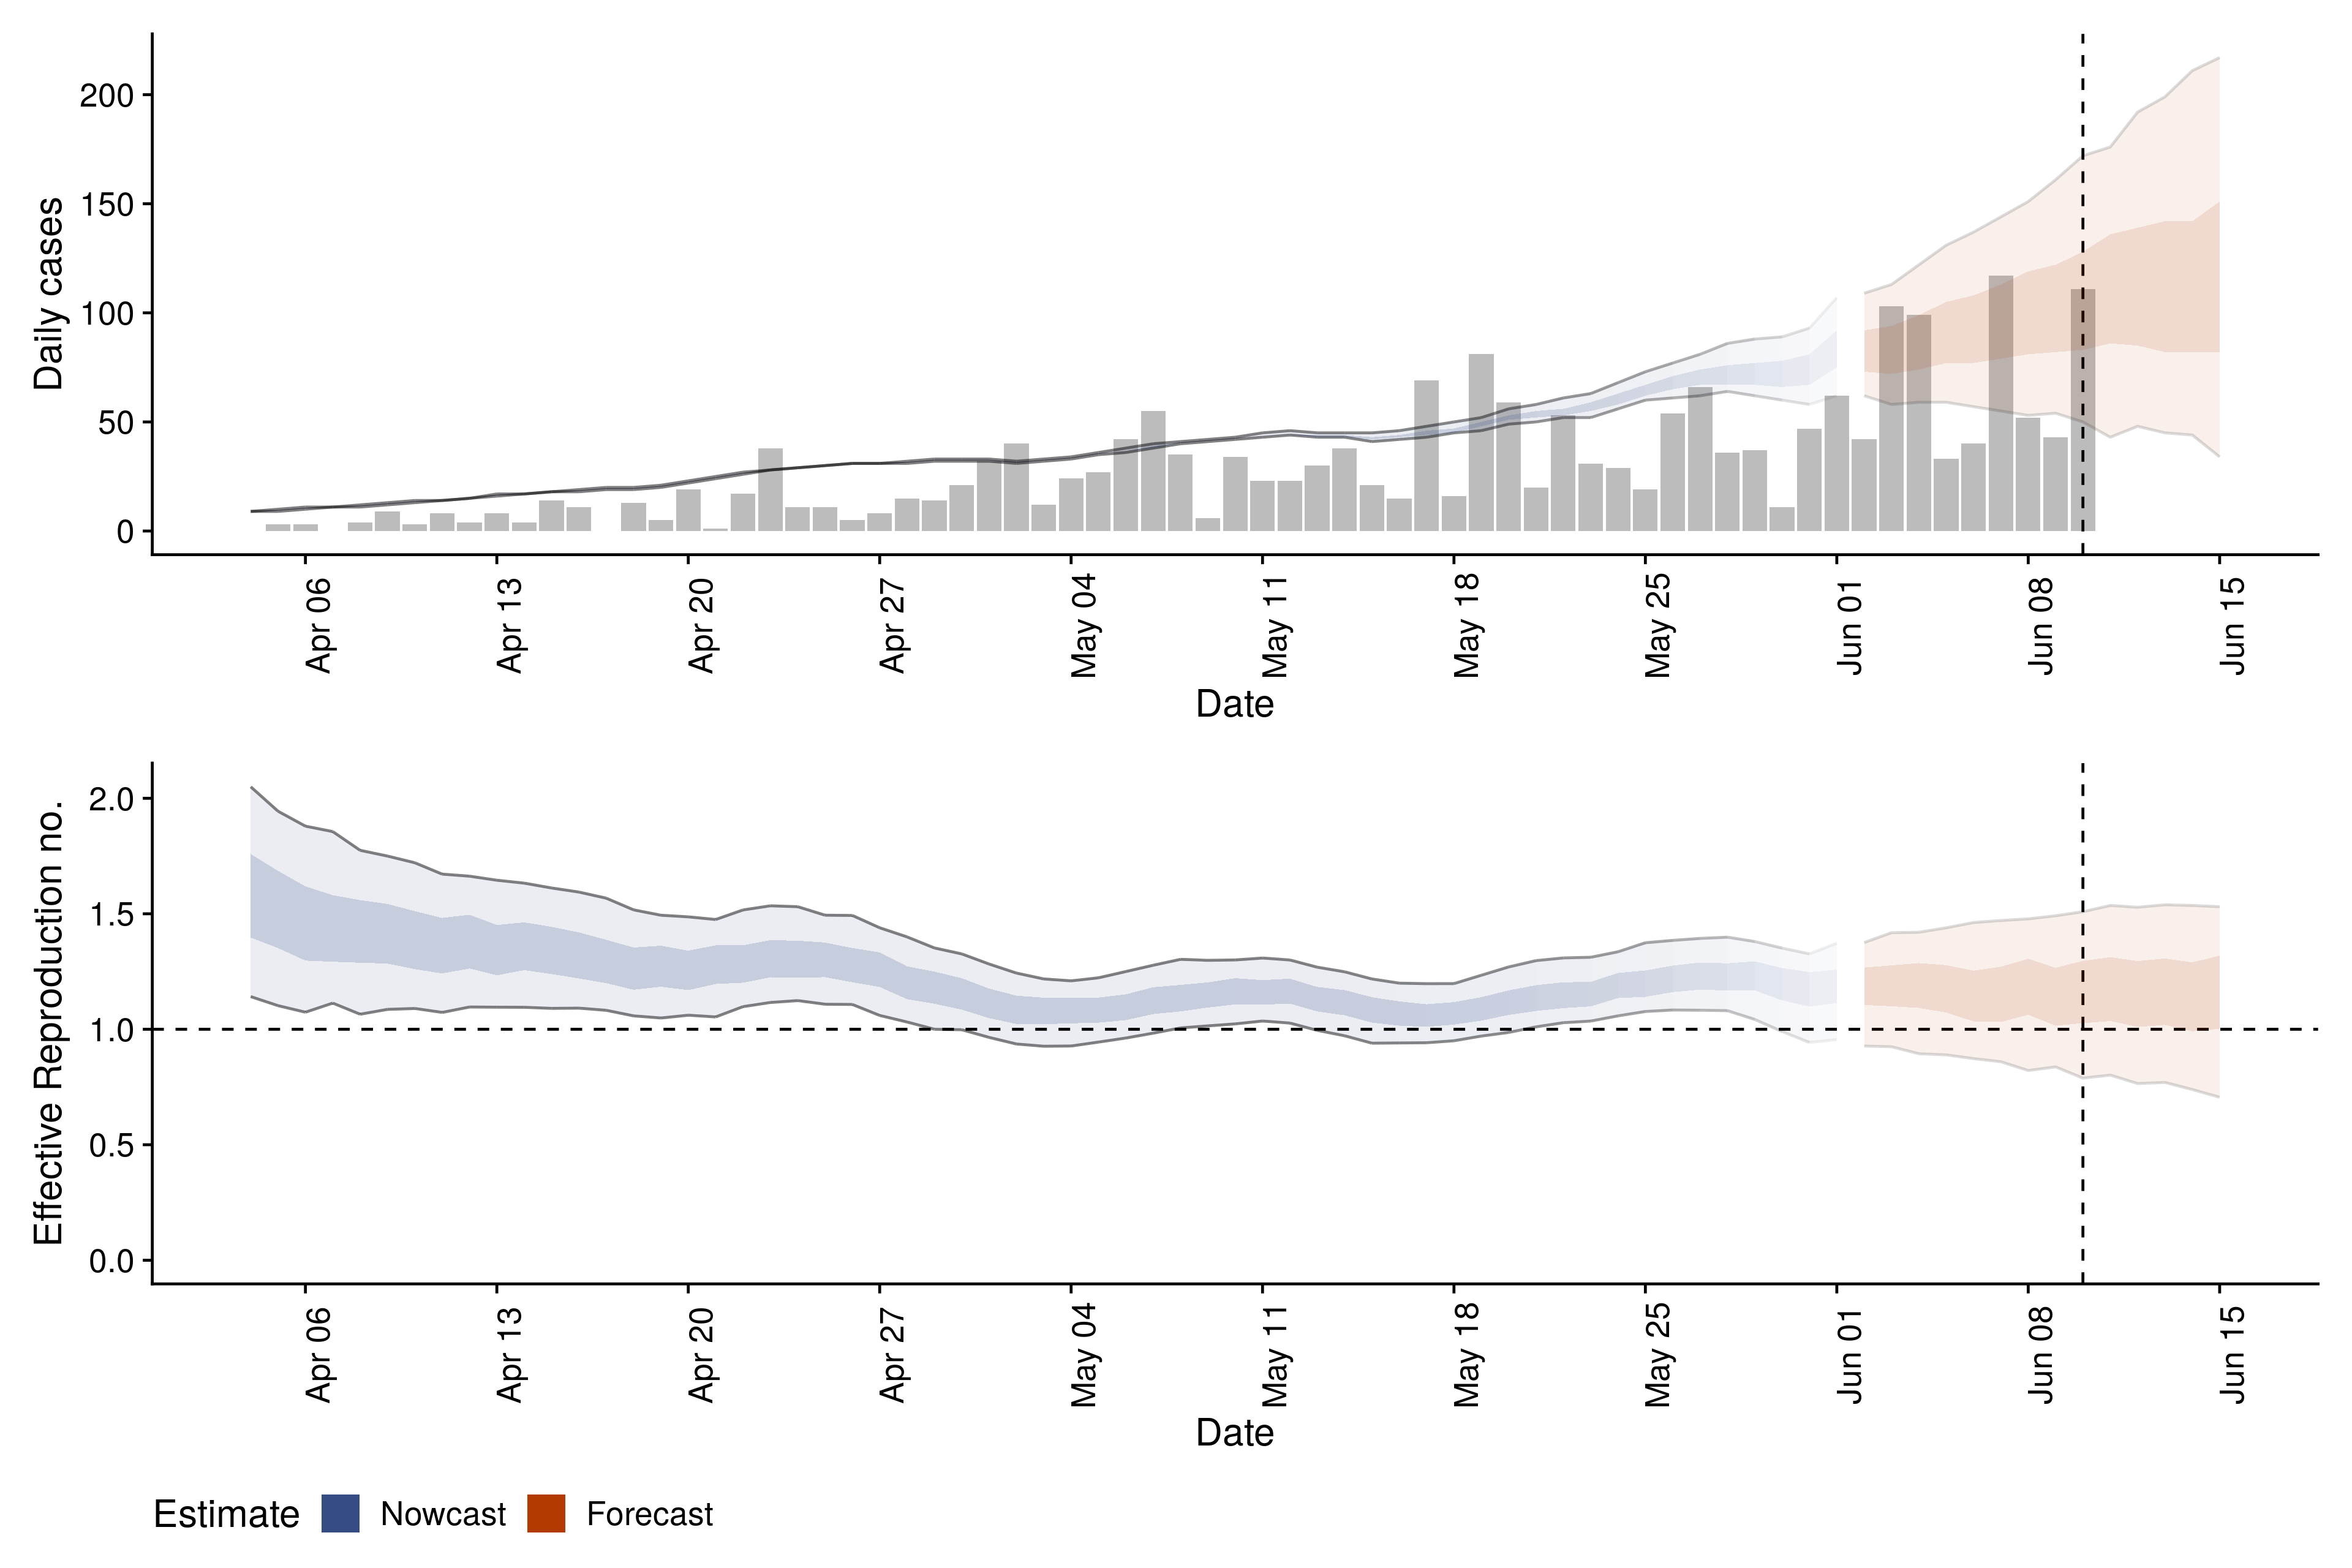 Daily cases
200
150
100
50
0
Apr 06 Apr 13 Apr 20 Apr 27 May 04 May 11 May 18 May 25 Jun 01 Jun 08 Jun 15
Date
Effective Reproduction no.
2.0
1.5
1.0
0.5
0.0
Apr 06 Apr 13 Apr 20 Apr 27 May 04 May 11 May 18 May 25 Jun 01 Jun 08 Jun 15
Date
Estimate Nowcast Forecast